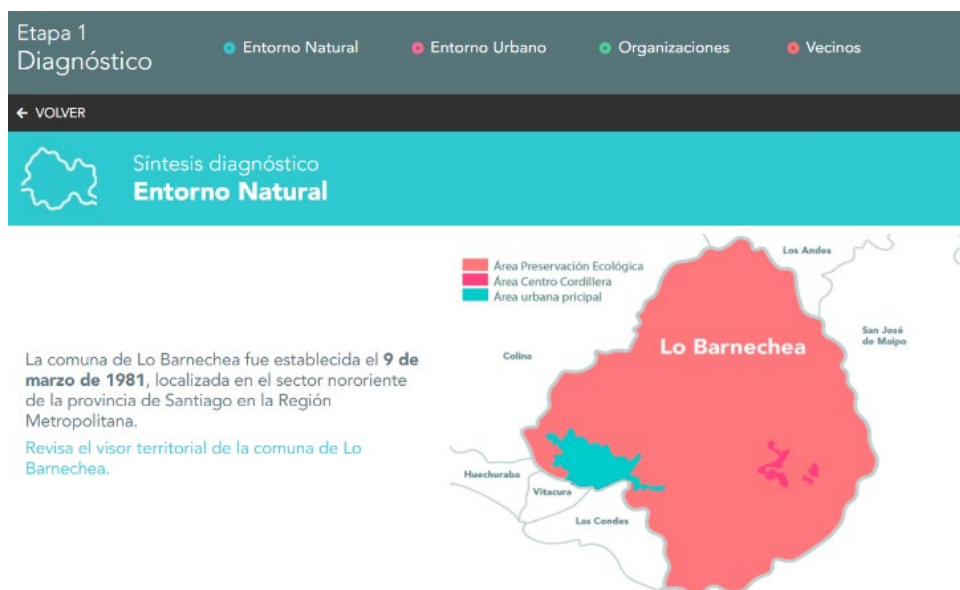 Etapa 1
Diagnóstico
Entorno Natural
Entorno Urbano
Organizaciones
Vecinos
← VOLVER
Síntesis diagnóstico
Entorno Natural
La comuna de Lo Barnechea fue establecida el 9 de
marzo de 1981, localizada en el sector nororiente
de la provincia de Santiago en la Región
Metropolitana.
Revisa el visor territorial de la comuna de Lo
Barnechea.
Área Preservación Ecológica
Área Centro Cordillera
Área urbana pricipal
Los Andes
San José
de Maipo
Colina
Lo Barnechea
Huechuraba
Vitacura
Las Condes